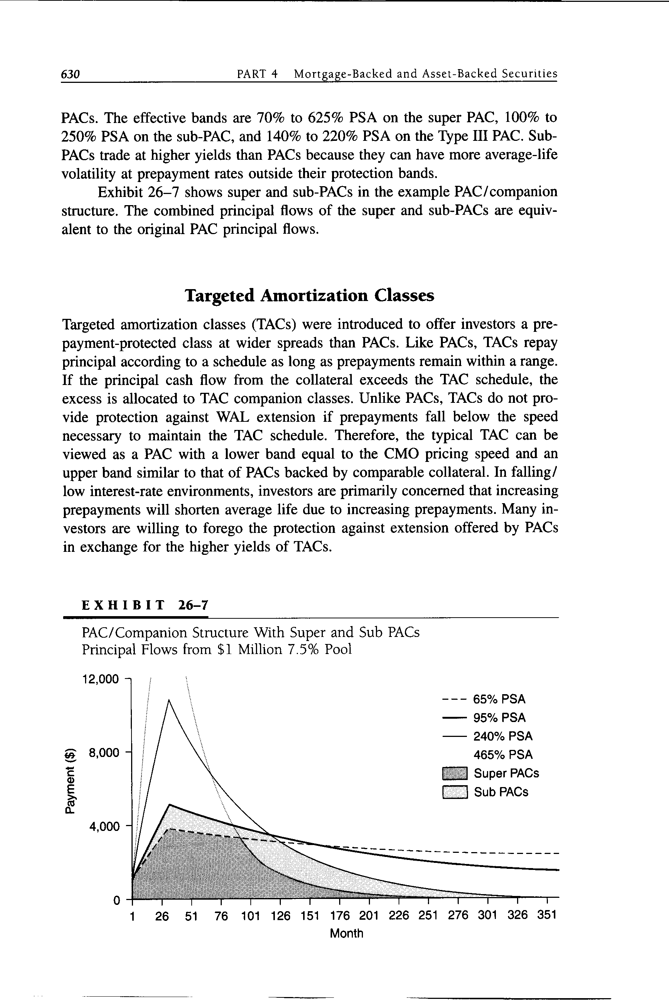 630 PART 4 Mortgage-Backed and Asset-Backed Securities
PACs. The effective bands are 70% to 625% PSA on the super PAC, 100% to
250% PSA on the sub-PAC, and 140% to 220% PSA on the Type III PAC. Sub-
PACs trade at higher yields than PACs because they can have more average-life
volatility at prepayment rates outside their protection bands.
Exhibit 26–7 shows super and sub-PACs in the example PAC/companion
structure. The combined principal flows of the super and sub-PACs are equiv-
alent to the original PAC principal flows.
Targeted Amortization Classes
Targeted amortization classes (TACs) were introduced to offer investors a pre-
payment-protected class at wider spreads than PACs. Like PACs, TACs repay
principal according to a schedule as long as prepayments remain within a range.
If the principal cash flow from the collateral exceeds the TAC schedule, the
excess is allocated to TAC companion classes. Unlike PACs, TACs do not pro-
vide protection against WAL extension if prepayments fall below the speed
necessary to maintain the TAC schedule. Therefore, the typical TAC can be
viewed as a PAC with a lower band equal to the CMO pricing speed and an
upper band similar to that of PACs backed by comparable collateral. In falling/
low interest-rate environments, investors are primarily concerned that increasing
prepayments will shorten average life due to increasing prepayments. Many in-
vestors are willing to forego the protection against extension offered by PACs
in exchange for the higher yields of TACs.
EXHIBIT 26–7
PAC/Companion Structure With Super and Sub PACs
Principal Flows from $1 Million 7.5% Pool
12,000
8,000
4,000
0
Payment ($)
65% PSA
95% PSA
240% PSA
465% PSA
Super PACs
Sub PACs
1 26 51 76 101 126 151 176 201 226 251 276 301 326 351
Month